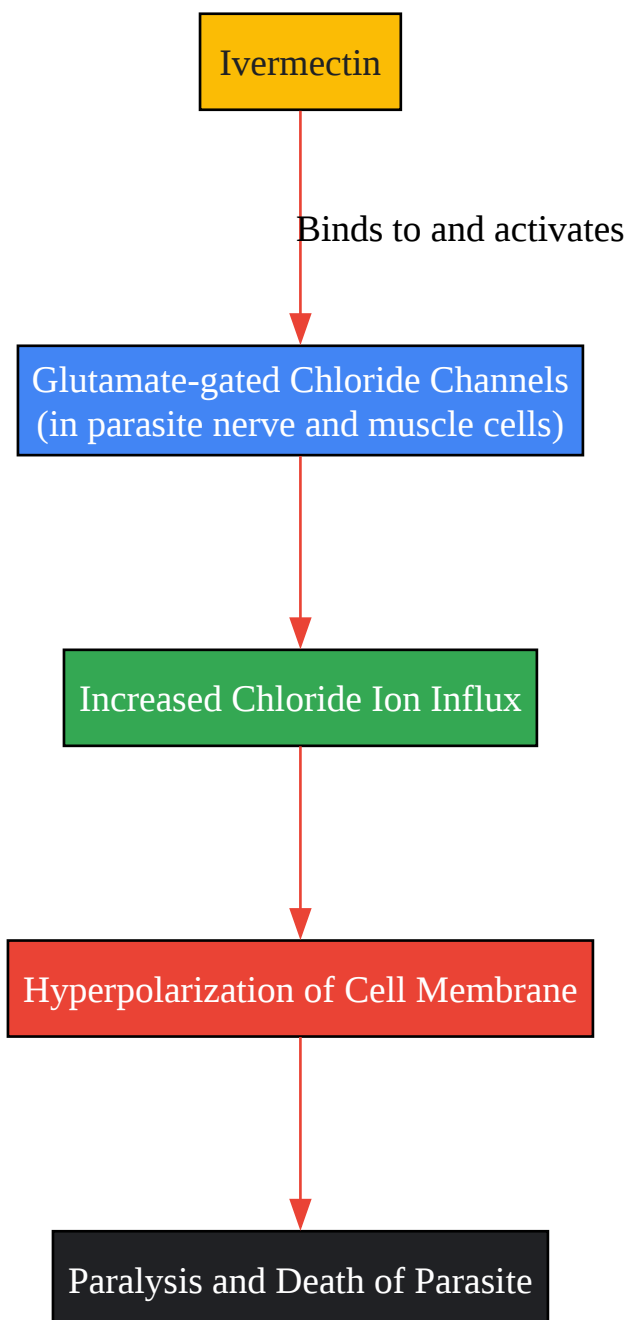 Ivermectin
Binds to and activates
Glutamate-gated Chloride Channels
(in parasite nerve and muscle cells)
Increased Chloride Ion Influx
Hyperpolarization of Cell Membrane
Paralysis and Death of Parasite